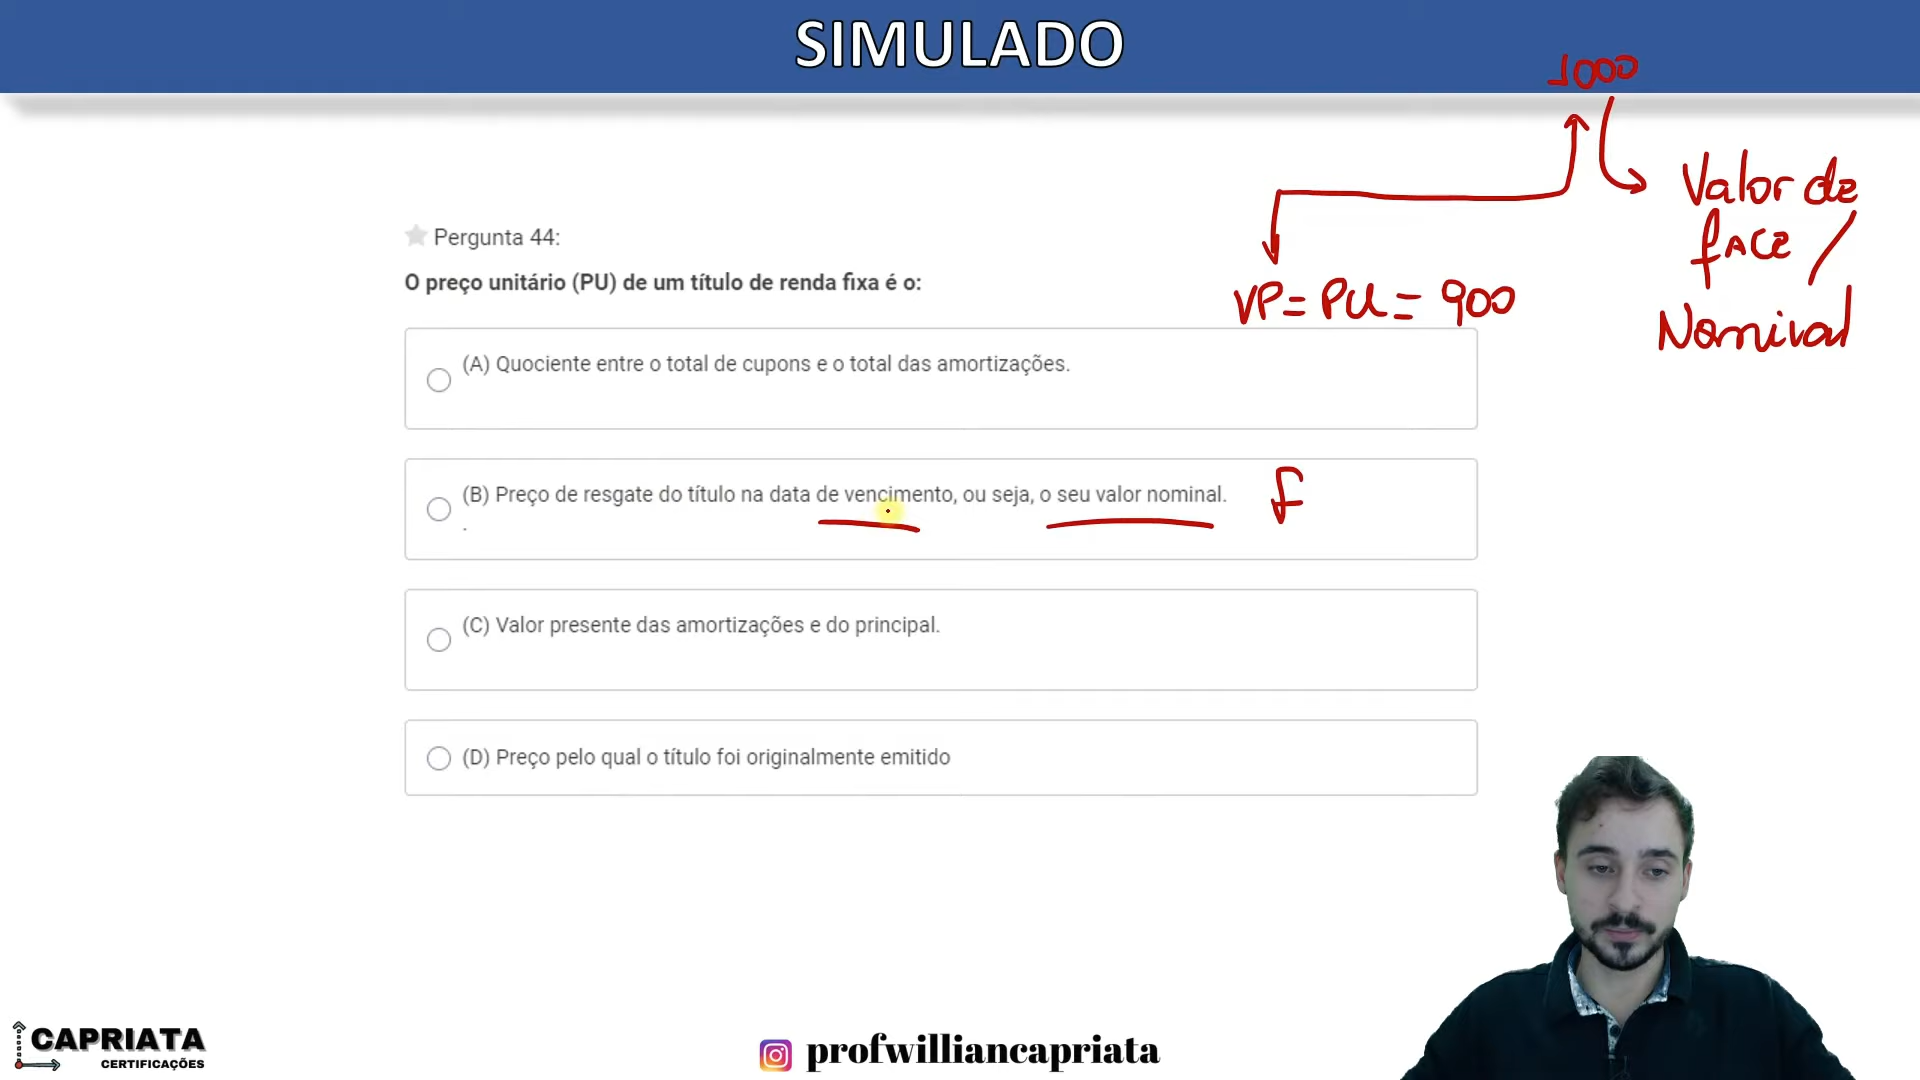 SIMULADO
1000
Valor de
face /
Nominal
VP = PU = 900
Pergunta 44:
O preço unitário (PU) de um título de renda fixa é o:
(A) Quociente entre o total de cupons e o total das amortizações.
(B) Preço de resgate do título na data de vencimento, ou seja, o seu valor nominal.
.
F
(C) Valor presente das amortizações e do principal.
(D) Preço pelo qual o título foi originalmente emitido
CAPRIATA
CERTIFICAÇÕES
profwilliancapriata